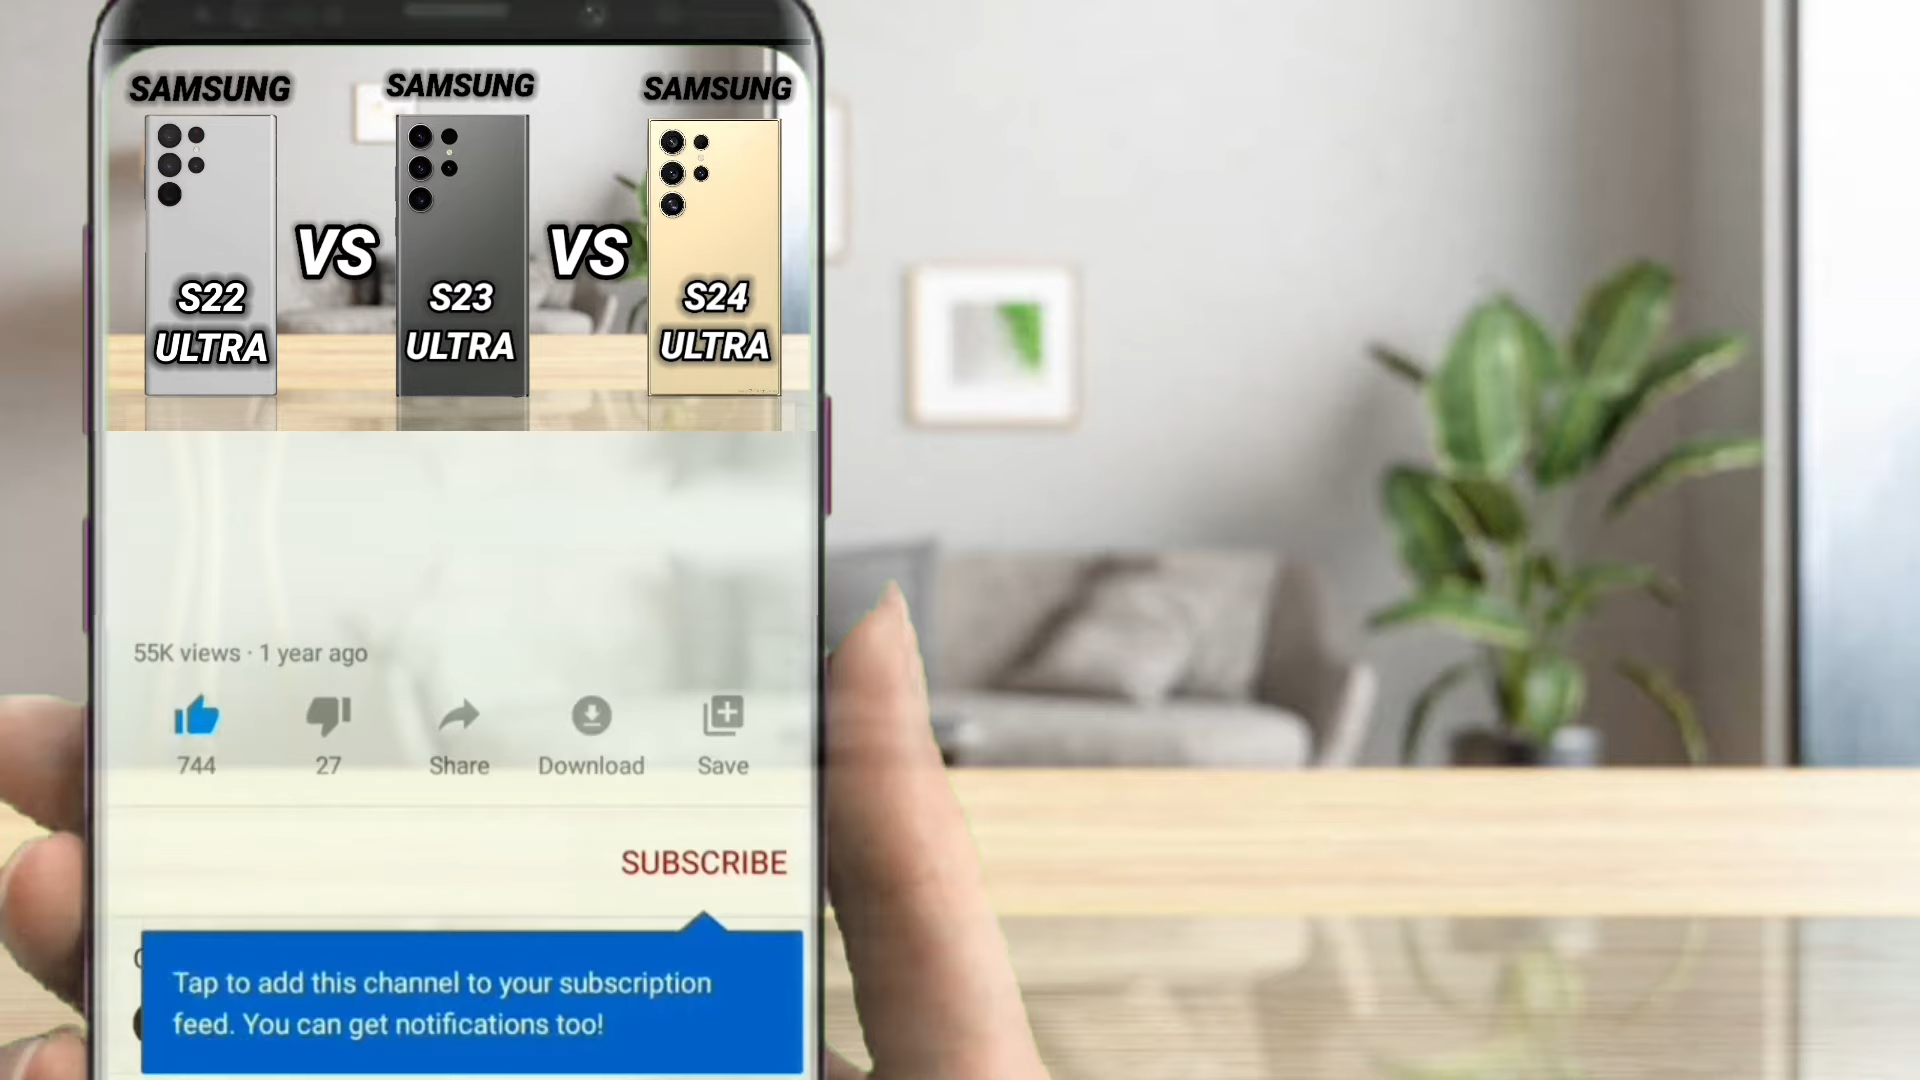 SAMSUNG SAMSUNG SAMSUNG
VS VS
S22 S23 S24
ULTRA ULTRA ULTRA
55K views · 1 year ago
744 27 Share Download Save
SUBSCRIBE
Tap to add this channel to your subscription
feed. You can get notifications too!